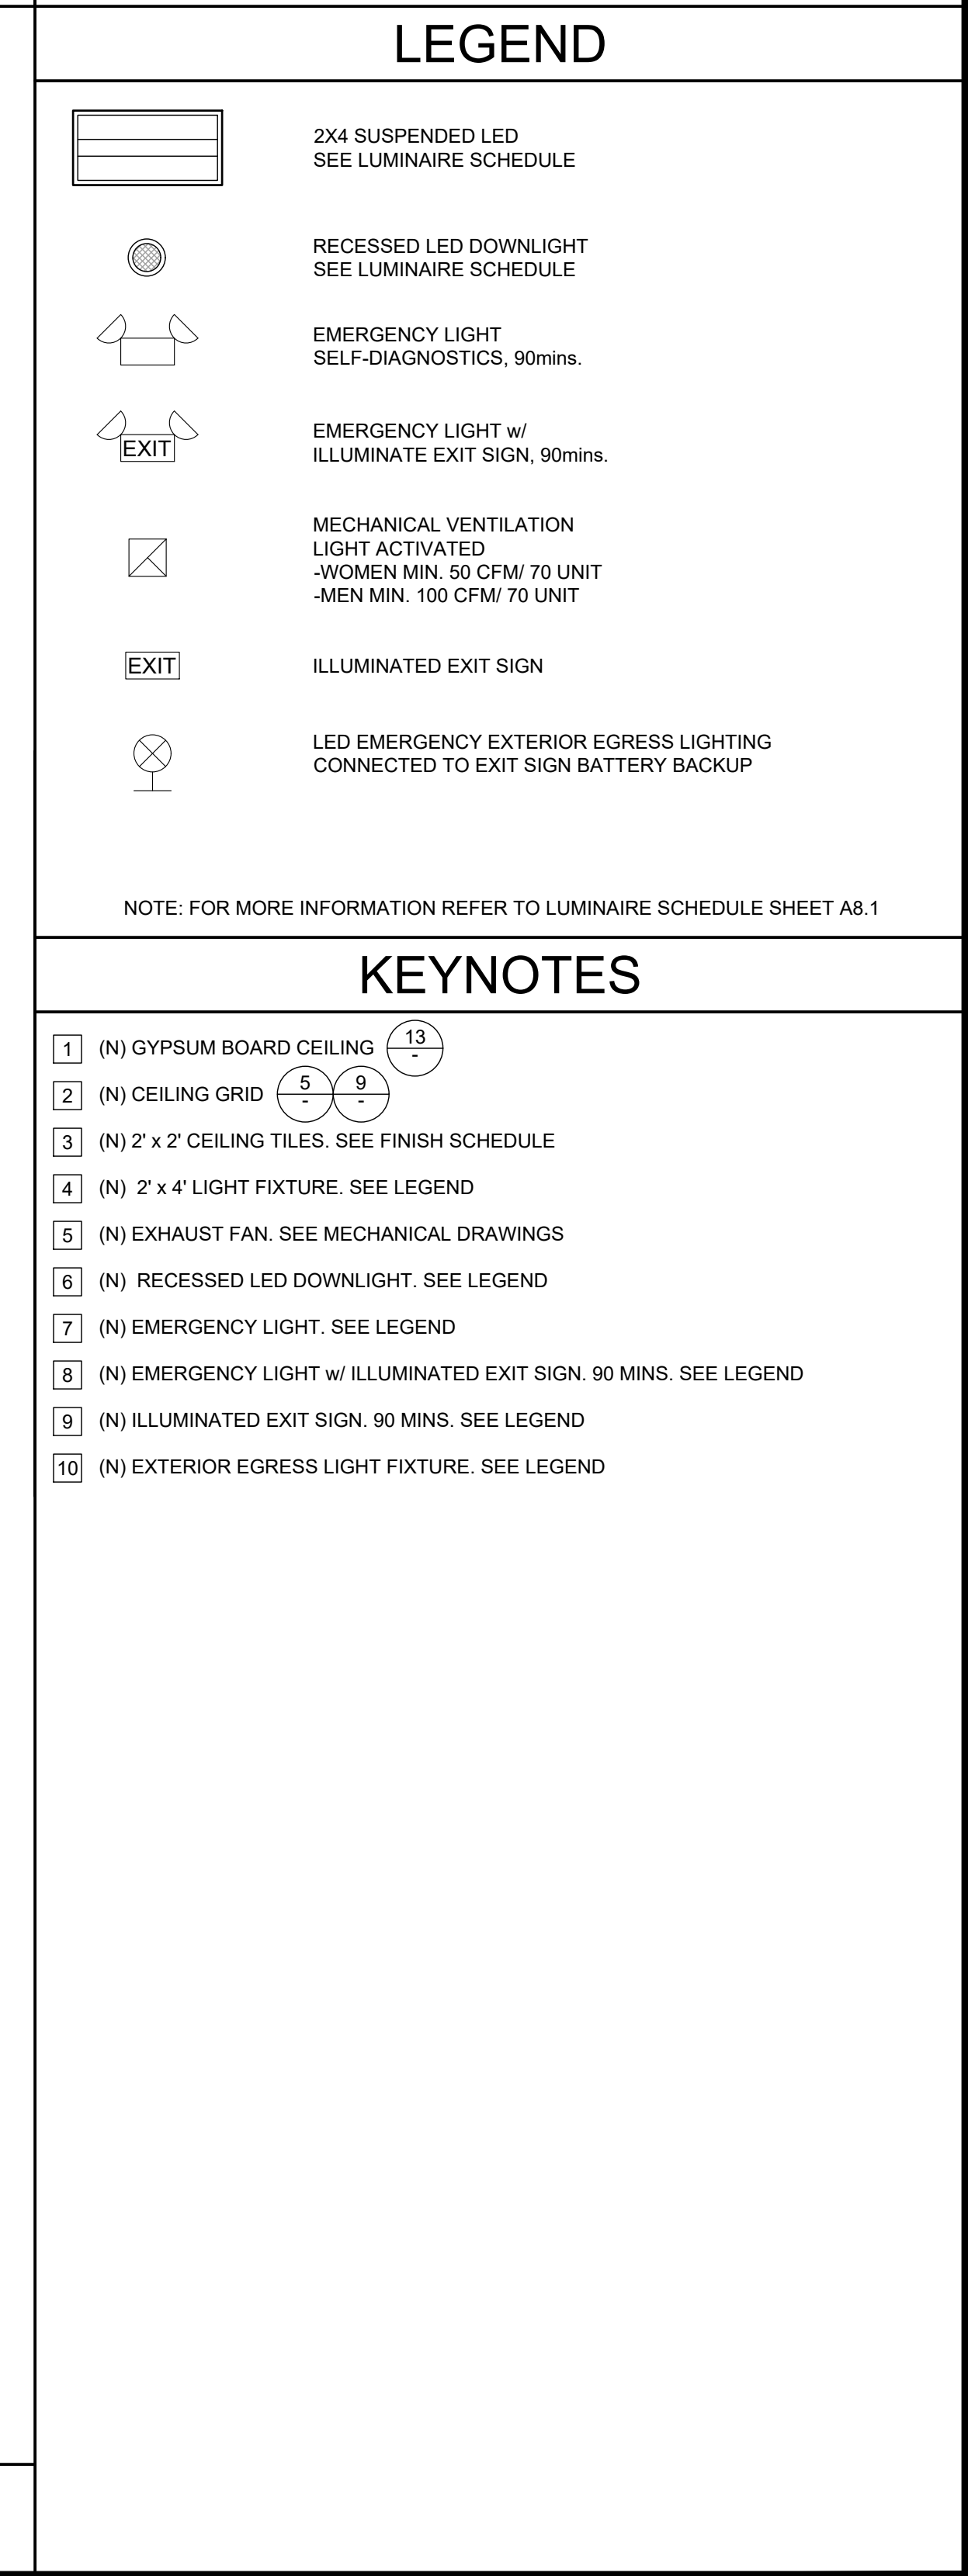 LEGEND
2X4 SUSPENDED LED
SEE LUMINAIRE SCHEDULE
RECESSED LED DOWNLIGHT
SEE LUMINAIRE SCHEDULE
EMERGENCY LIGHT
SELF-DIAGNOSTICS, 90mins.
EXIT
EMERGENCY LIGHT w/
ILLUMINATE EXIT SIGN, 90mins.
MECHANICAL VENTILATION
LIGHT ACTIVATED
-WOMEN MIN. 50 CFM/ 70 UNIT
-MEN MIN. 100 CFM/ 70 UNIT
EXIT ILLUMINATED EXIT SIGN
LED EMERGENCY EXTERIOR EGRESS LIGHTING
CONNECTED TO EXIT SIGN BATTERY BACKUP
NOTE: FOR MORE INFORMATION REFER TO LUMINAIRE SCHEDULE SHEET A8.1
KEYNOTES
1 (N) GYPSUM BOARD CEILING 13 -
2 (N) CEILING GRID 5 - 9 -
3 (N) 2' x 2' CEILING TILES. SEE FINISH SCHEDULE
4 (N) 2' x 4' LIGHT FIXTURE. SEE LEGEND
5 (N) EXHAUST FAN. SEE MECHANICAL DRAWINGS
6 (N) RECESSED LED DOWNLIGHT. SEE LEGEND
7 (N) EMERGENCY LIGHT. SEE LEGEND
8 (N) EMERGENCY LIGHT w/ ILLUMINATED EXIT SIGN. 90 MINS. SEE LEGEND
9 (N) ILLUMINATED EXIT SIGN. 90 MINS. SEE LEGEND
10 (N) EXTERIOR EGRESS LIGHT FIXTURE. SEE LEGEND